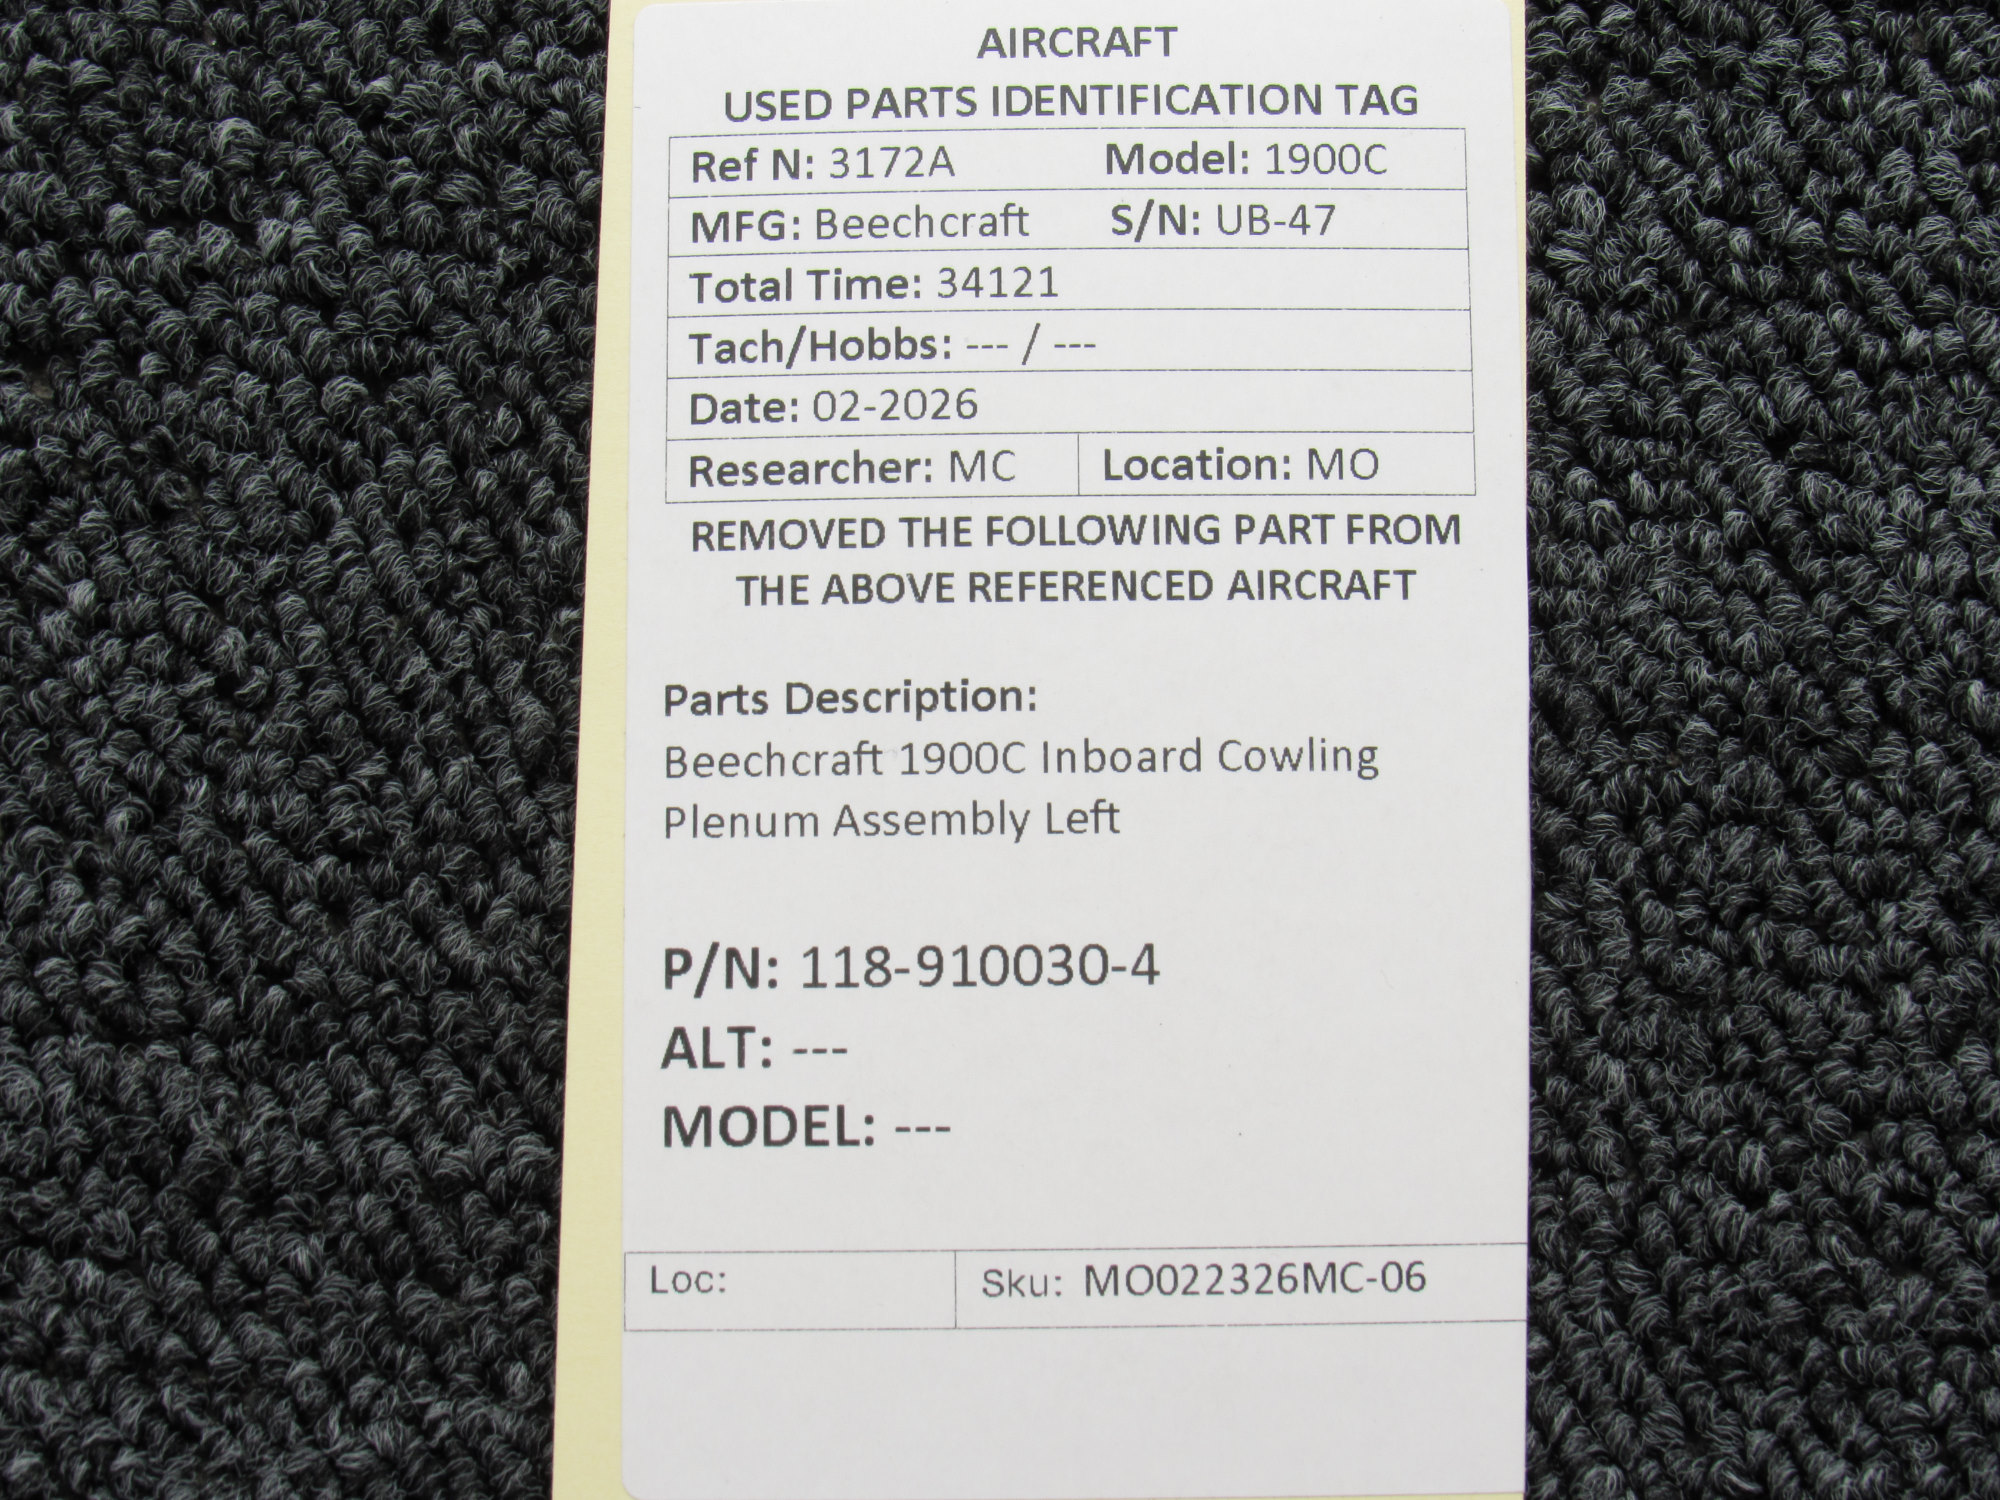 AIRCRAFT
USED PARTS IDENTIFICATION TAG
Ref N: 3172A Model: 1900C
MFG: Beechcraft S/N: UB-47
Total Time: 34121
Tach/Hobbs: --- / ---
Date: 02-2026
Researcher: MC Location: MO
REMOVED THE FOLLOWING PART FROM
THE ABOVE REFERENCED AIRCRAFT
Parts Description:
Beechcraft 1900C Inboard Cowling
Plenum Assembly Left
P/N: 118-910030-4
ALT: ---
MODEL: ---
Loc: Sku: MO022326MC-06